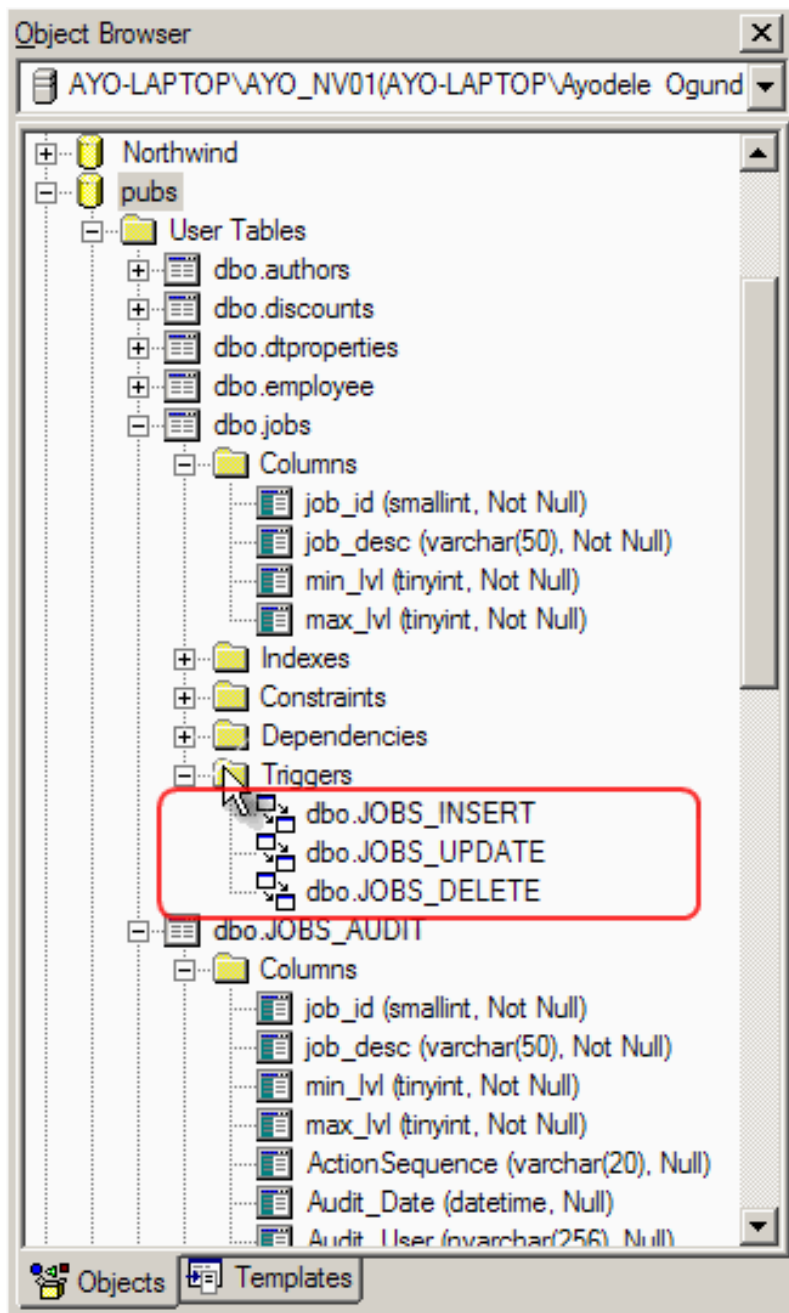 Object Browser
AYO-LAPTOP\AYO_NV01(AYO-LAPTOP\Ayodele Ogund
Northwind
pubs
User Tables
dbo.authors
dbo.discounts
dbo.dtproperties
dbo.employee
dbo.jobs
Columns
job_id (smallint, Not Null)
job_desc (varchar(50), Not Null)
min_lvl (tinyint, Not Null)
max_lvl (tinyint, Not Null)
Indexes
Constraints
Dependencies
Triggers
dbo.JOBS_INSERT
dbo.JOBS_UPDATE
dbo.JOBS_DELETE
dbo.JOBS_AUDIT
Columns
job_id (smallint, Not Null)
job_desc (varchar(50), Not Null)
min_lvl (tinyint, Not Null)
max_lvl (tinyint, Not Null)
ActionSequence (varchar(20), Null)
Audit_Date (datetime, Null)
Audit_User (nvarchar(256), Null)
Objects Templates